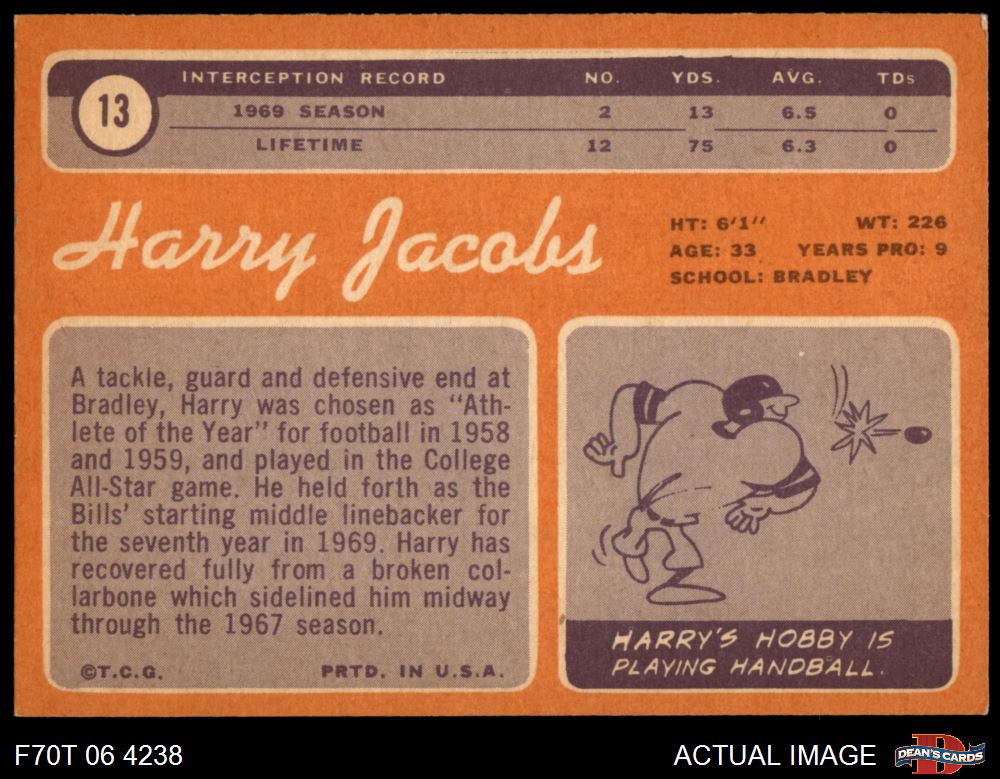 13
INTERCEPTION RECORD NO. YDS. AVG. TDs
1969 SEASON 2 13 6.5 0
LIFETIME 12 75 6.3 0
Harry Jacobs
HT: 6'1" WT: 226
AGE: 33 YEARS PRO: 9
SCHOOL: BRADLEY
A tackle, guard and defensive end at
Bradley, Harry was chosen as "Ath-
lete of the Year" for football in 1958
and 1959, and played in the College
All-Star game. He held forth as the
Bills' starting middle linebacker for
the seventh year in 1969. Harry has
recovered fully from a broken col-
larbone which sidelined him midway
through the 1967 season.
©T.C.G. PRTD. IN U.S.A.
HARRY'S HOBBY IS
PLAYING HANDBALL.
F70T 06 4238
ACTUAL IMAGE
D
DEAN'S CARDS